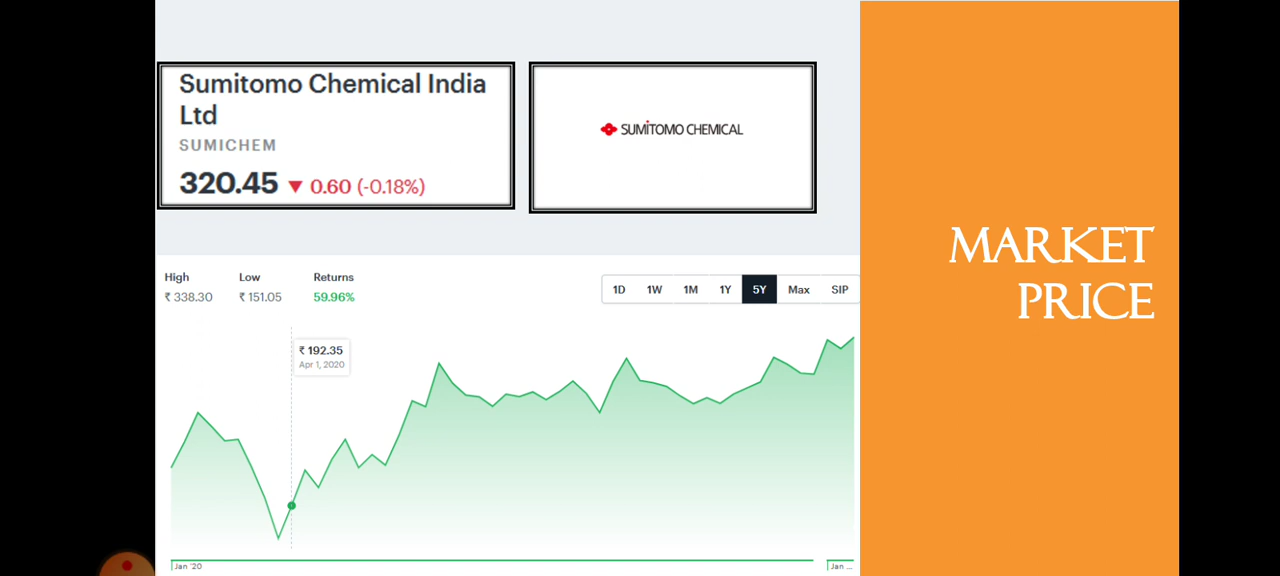 Sumitomo Chemical India
Ltd
SUMICHEM
320.45 ▼ 0.60 (-0.18%)
SUMITOMO CHEMICAL
MARKET
PRICE
High Low Returns
₹ 338.30 ₹ 151.05 59.96%
1D 1W 1M 1Y 5Y Max SIP
₹ 192.35
Apr 1, 2020
Jan '20
Jan ...